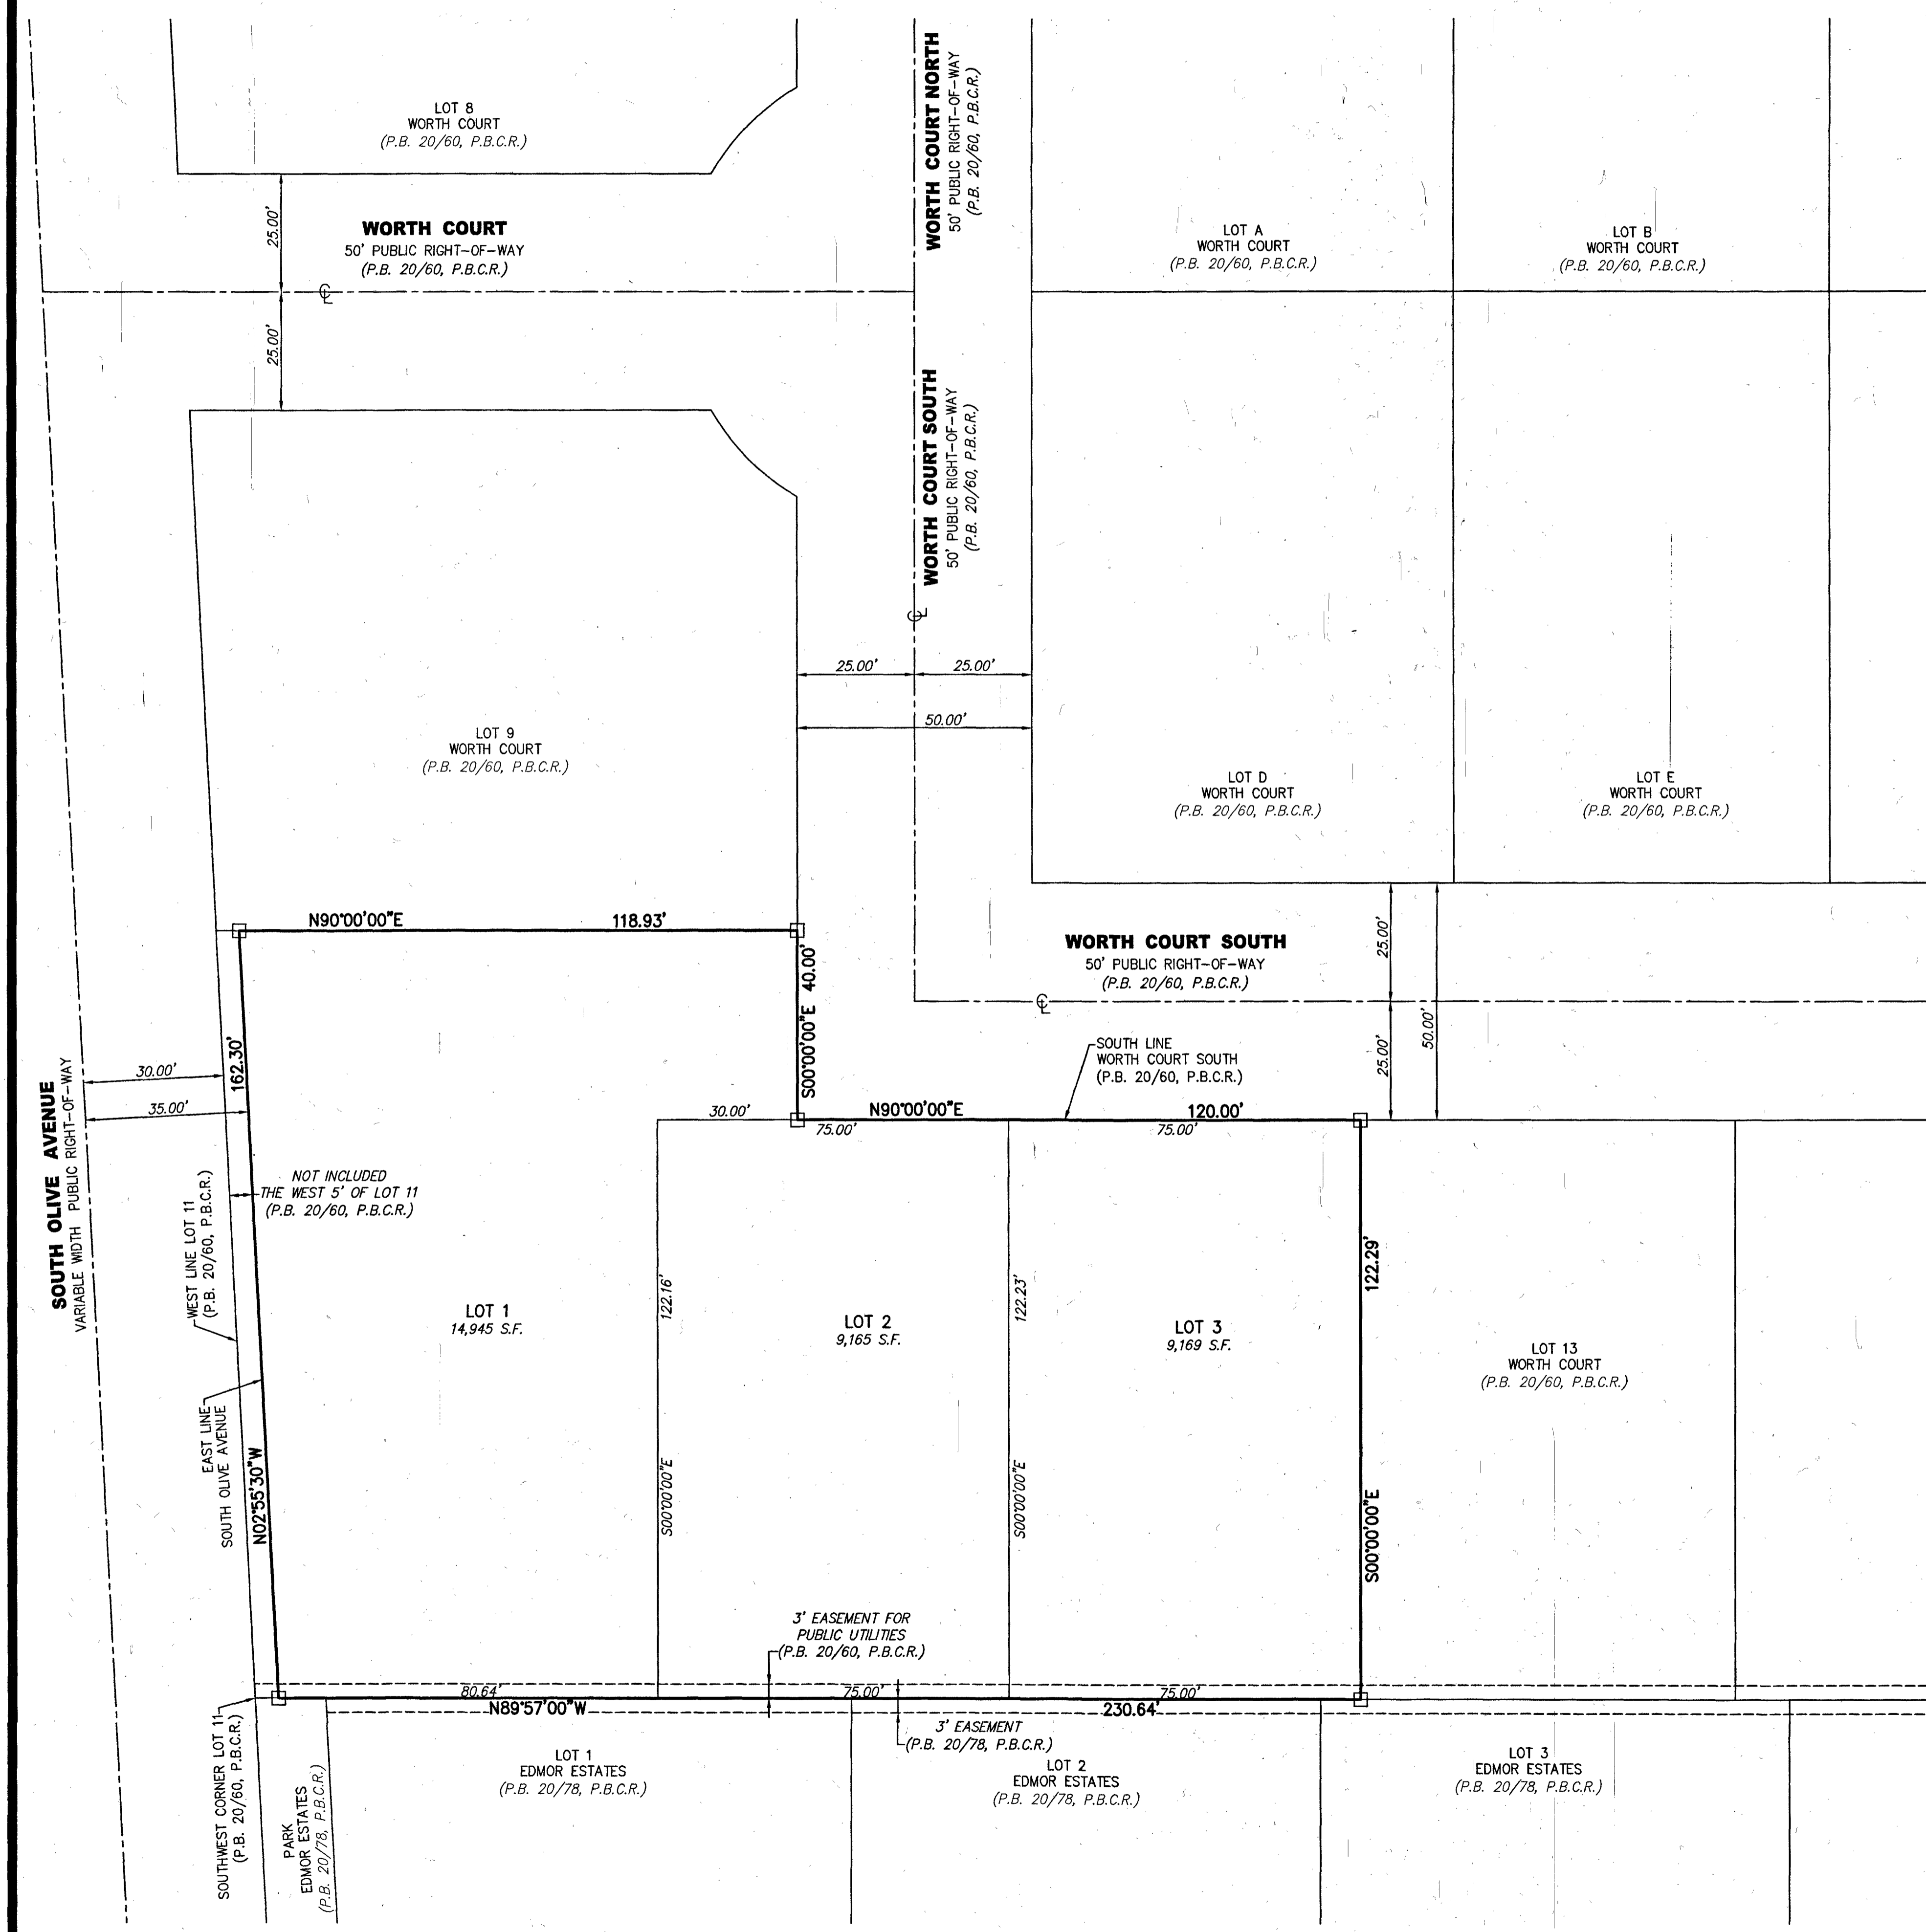 LOT 8
WORTH COURT
(P.B. 20/60, P.B.C.R.)
WORTH COURT NORTH
50' PUBLIC RIGHT-OF-WAY
(P.B. 20/60, P.B.C.R.)
25.00'
WORTH COURT
50' PUBLIC RIGHT-OF-WAY
(P.B. 20/60, P.B.C.R.)
LOT A
WORTH COURT
(P.B. 20/60, P.B.C.R.)
LOT B
WORTH COURT
(P.B. 20/60, P.B.C.R.)
CL
25.00'
WORTH COURT SOUTH
50' PUBLIC RIGHT-OF-WAY
(P.B. 20/60, P.B.C.R.)
CL
25.00'
25.00'
50.00'
LOT 9
WORTH COURT
(P.B. 20/60, P.B.C.R.)
LOT D
WORTH COURT
(P.B. 20/60, P.B.C.R.)
LOT E
WORTH COURT
(P.B. 20/60, P.B.C.R.)
N90°00'00"E
118.93'
S00°00'00"E 40.00'
WORTH COURT SOUTH
50' PUBLIC RIGHT-OF-WAY
(P.B. 20/60, P.B.C.R.)
CL
25.00'
25.00'
50.00'
SOUTH LINE
WORTH COURT SOUTH
(P.B. 20/60, P.B.C.R.)
162.30'
30.00'
35.00'
SOUTH OLIVE AVENUE
VARIABLE WIDTH PUBLIC RIGHT-OF-WAY
30.00'
N90°00'00"E
120.00'
75.00'
75.00'
NOT INCLUDED
THE WEST 5' OF LOT 11
(P.B. 20/60, P.B.C.R.)
WEST LINE LOT 11
(P.B. 20/60, P.B.C.R.)
122.16'
122.23'
122.29'
LOT 1
14,945 S.F.
LOT 2
9,165 S.F.
LOT 3
9,169 S.F.
LOT 13
WORTH COURT
(P.B. 20/60, P.B.C.R.)
EAST LINE
SOUTH OLIVE AVENUE
N02°55'30"W
S00°00'00"E
S00°00'00"E
S00°00'00"E
3' EASEMENT FOR
PUBLIC UTILITIES
(P.B. 20/60, P.B.C.R.)
80.64'
75.00'
75.00'
N89°57'00"W
230.64'
3' EASEMENT
(P.B. 20/78, P.B.C.R.)
SOUTHWEST CORNER LOT 11
(P.B. 20/60, P.B.C.R.)
PARK
EDMOR ESTATES
(P.B. 20/78, P.B.C.R.)
LOT 1
EDMOR ESTATES
(P.B. 20/78, P.B.C.R.)
LOT 2
EDMOR ESTATES
(P.B. 20/78, P.B.C.R.)
LOT 3
EDMOR ESTATES
(P.B. 20/78, P.B.C.R.)